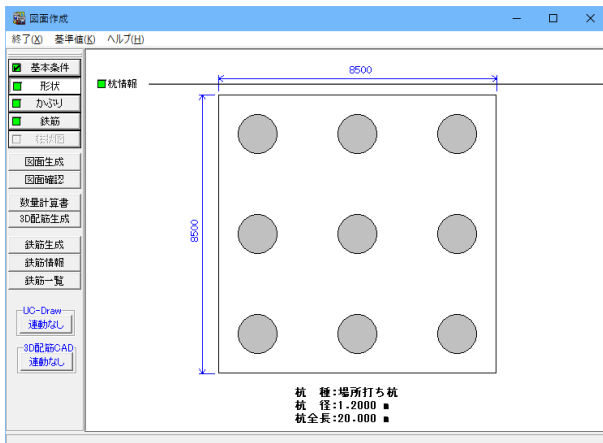 図面作成
終了(X) 基準値(K) ヘルプ(H)
基本条件
形状
かぶり
鉄筋
柱状図
図面生成
図面確認
数量計算書
3D配筋生成
鉄筋生成
鉄筋情報
鉄筋一覧
UC-Draw
連動なし
3D配筋CAD
連動なし
杭情報
8500
8500
杭 種:場所打ち杭
杭 径:1.2000 m
杭全長:20.000 m